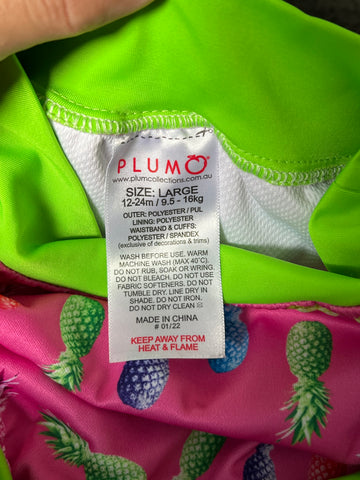 PLUM
www.plumcollections.com.au
SIZE: LARGE
12-24m / 9.5 - 16kg
OUTER: POLYESTER / PUL
LINING: POLYESTER
WAISTBAND & CUFFS:
POLYESTER / SPANDEX
(exclusive of decorations & trims)
WASH BEFORE USE. WARM
MACHINE WASH (MAX 40°C).
DO NOT RUB, SOAK OR WRING.
DO NOT BLEACH. DO NOT USE
FABRIC SOFTENERS. DO NOT
TUMBLE DRY. LINE DRY IN
SHADE. DO NOT IRON.
DO NOT DRY CLEAN
MADE IN CHINA
# 01/22
KEEP AWAY FROM
HEAT & FLAME